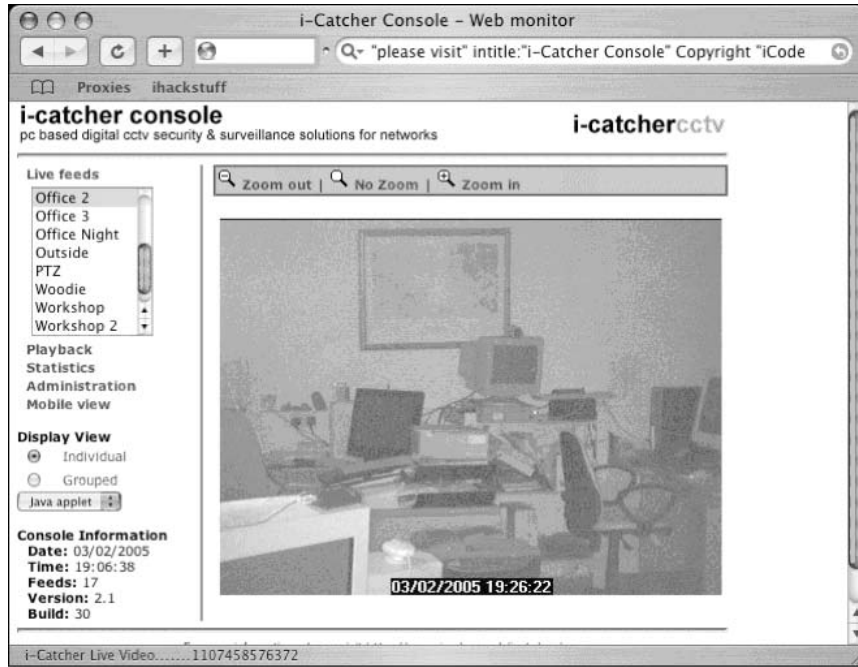 i-Catcher Console – Web monitor
"please visit" intitle:"i-Catcher Console" Copyright "iCode
Proxies ihackstuff
i-catcher console
pc based digital cctv security & surveillance solutions for networks
i-catchercctv
Live feeds
Office 2
Office 3
Office Night
Outside
PTZ
Woodie
Workshop
Workshop 2
Playback
Statistics
Administration
Mobile view
Display View
Individual
Grouped
Java applet
Console Information
Date: 03/02/2005
Time: 19:06:38
Feeds: 17
Version: 2.1
Build: 30
Zoom out | No Zoom | Zoom in
03/02/2005 19:26:22
i-Catcher Live Video.......1107458576372